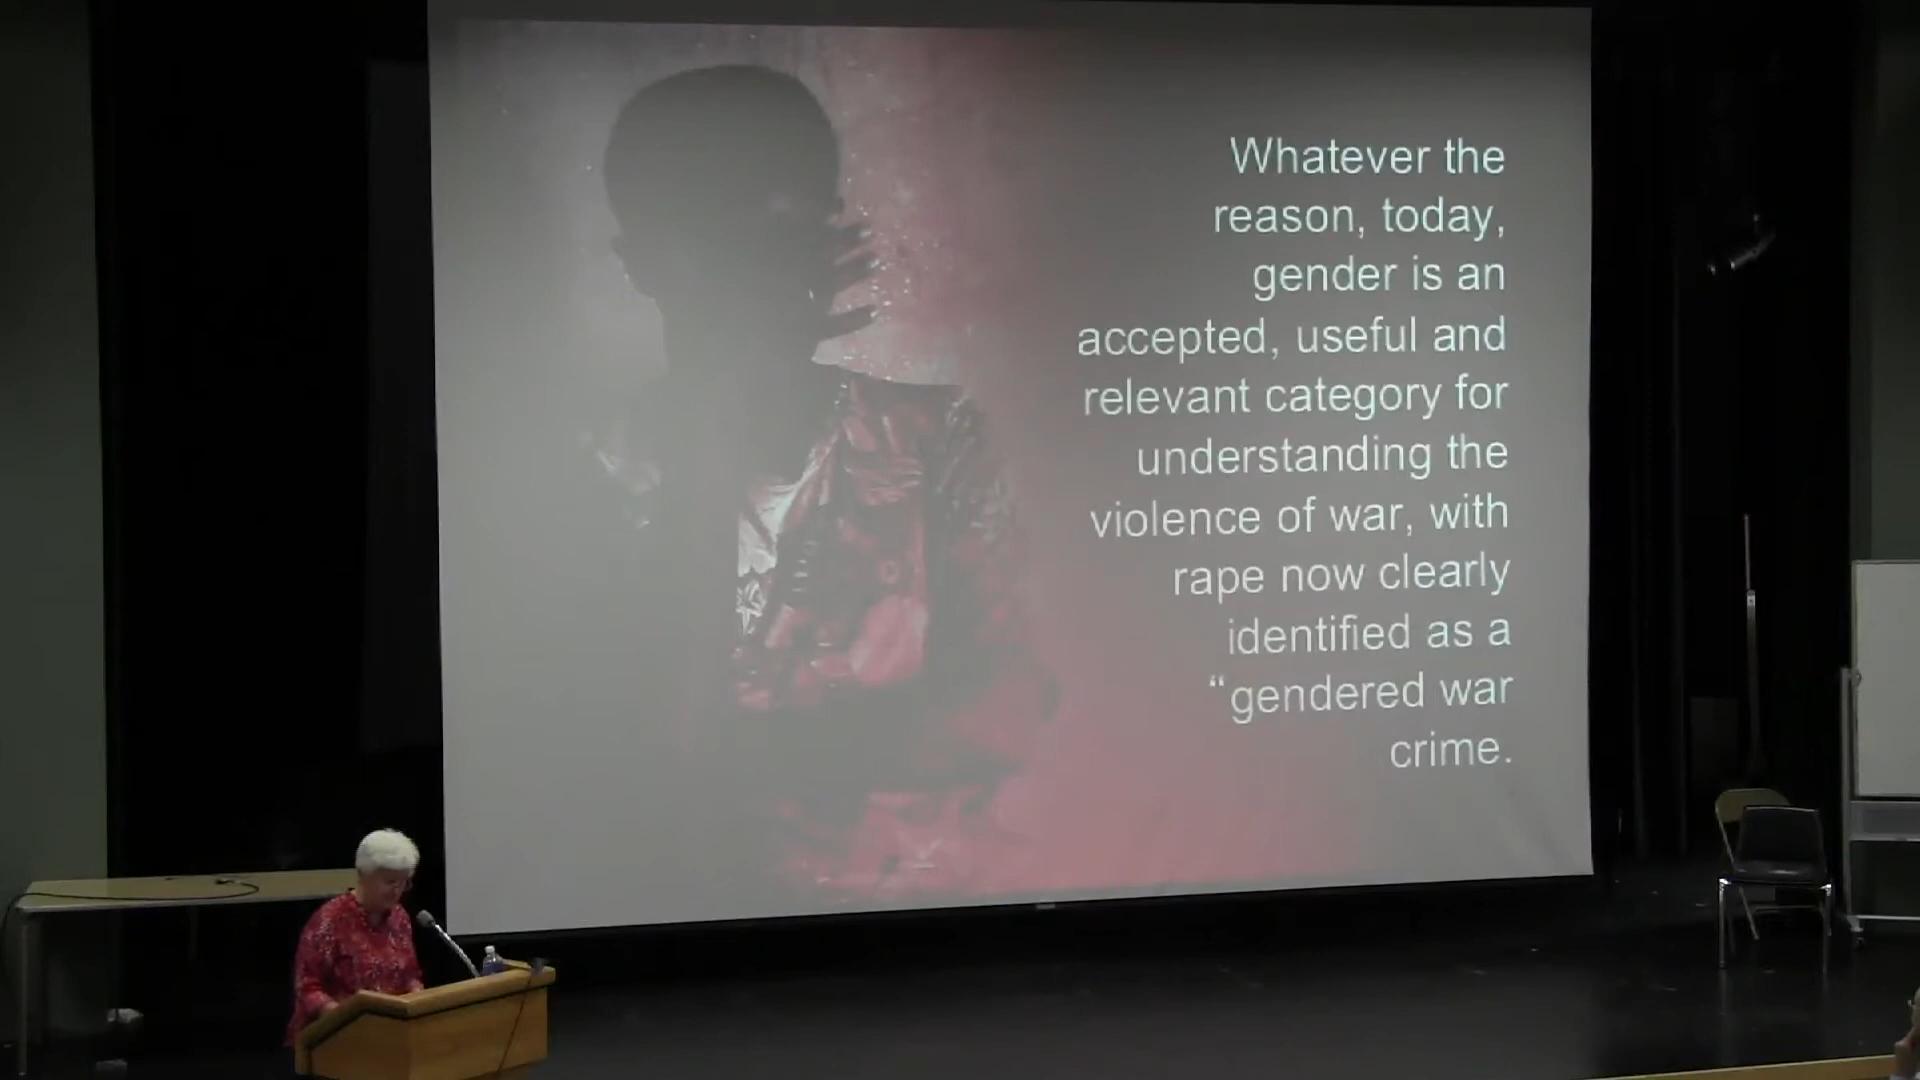 Whatever the
reason, today,
gender is an
accepted, useful and
relevant category for
understanding the
violence of war, with
rape now clearly
identified as a
“gendered war
crime.